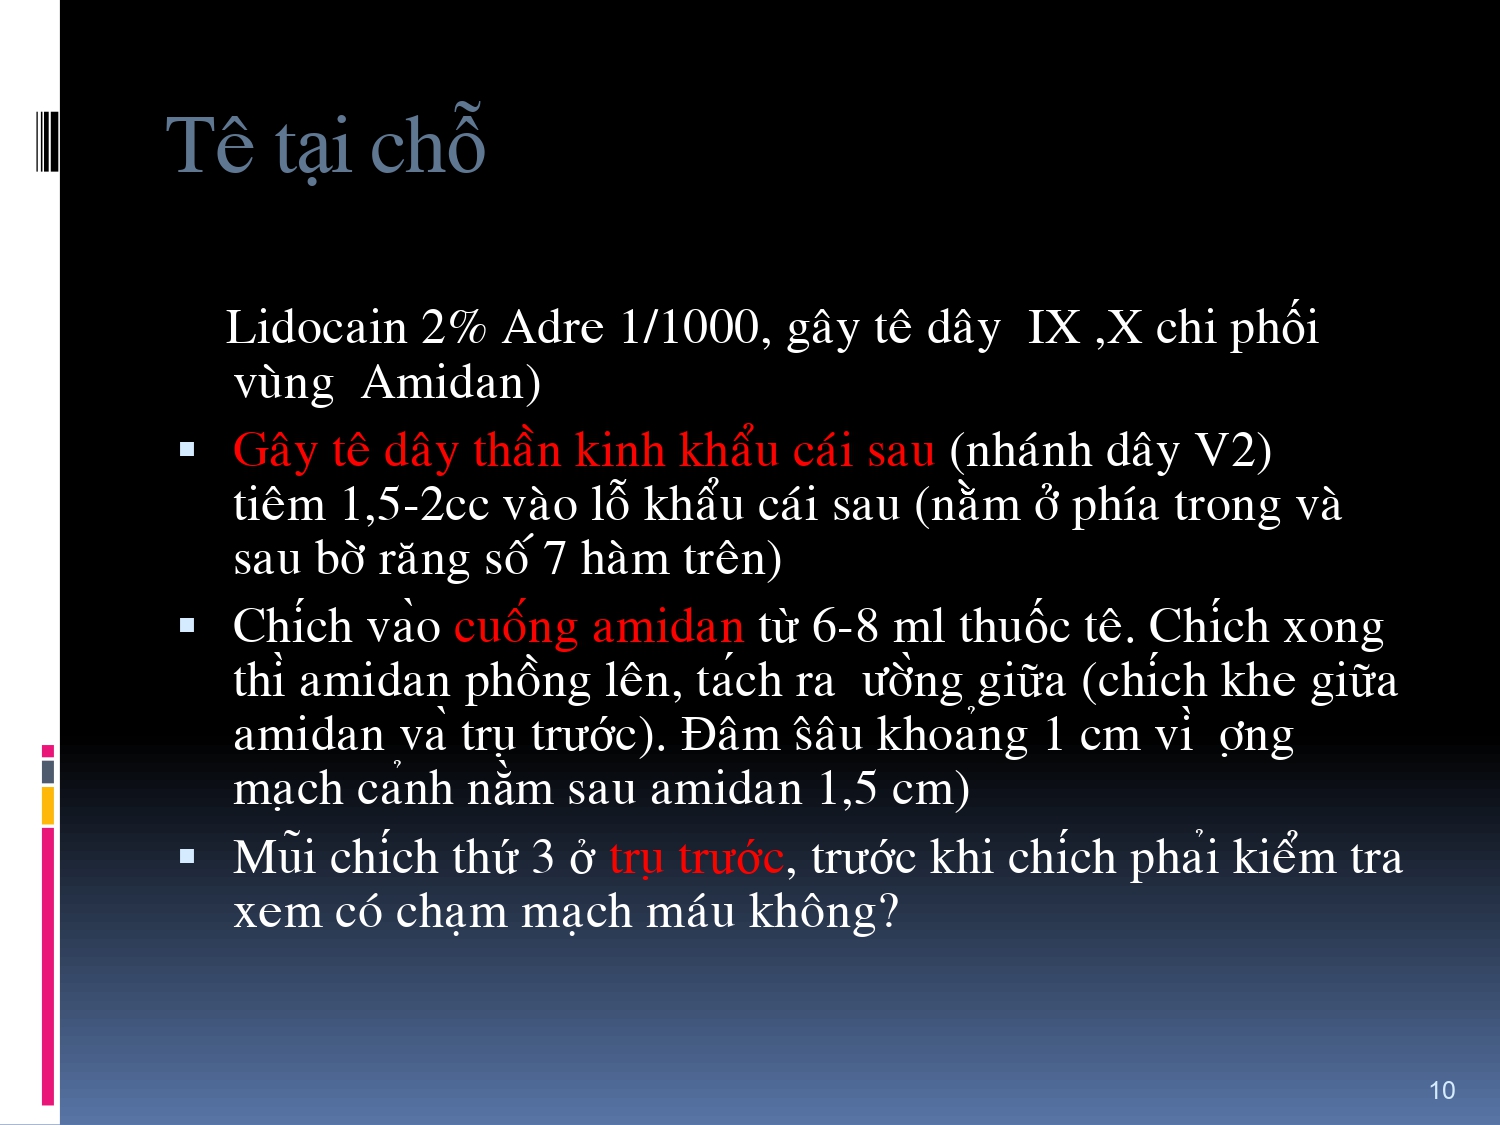 Tê tại chỗ
Lidocain 2% Adre 1/1000, gây tê dây IX ,X chi phối
vùng Amidan)
Gây tê dây thần kinh khẩu cái sau (nhánh dây V2)
tiêm 1,5-2cc vào lỗ khẩu cái sau (nằm ở phía trong và
sau bờ răng số 7 hàm trên)
Chích vào cuống amidan từ 6-8 ml thuốc tê. Chích xong
thì amidan phồng lên, tách ra ường giữa (chích khe giữa
amidan và trụ trước). Đâm ŝâu khoảng 1 cm vì ợng
mạch cảnh nằm sau amidan 1,5 cm)
Mũi chích thứ 3 ở trụ trước, trước khi chích phải kiểm tra
xem có chạm mạch máu không?
10